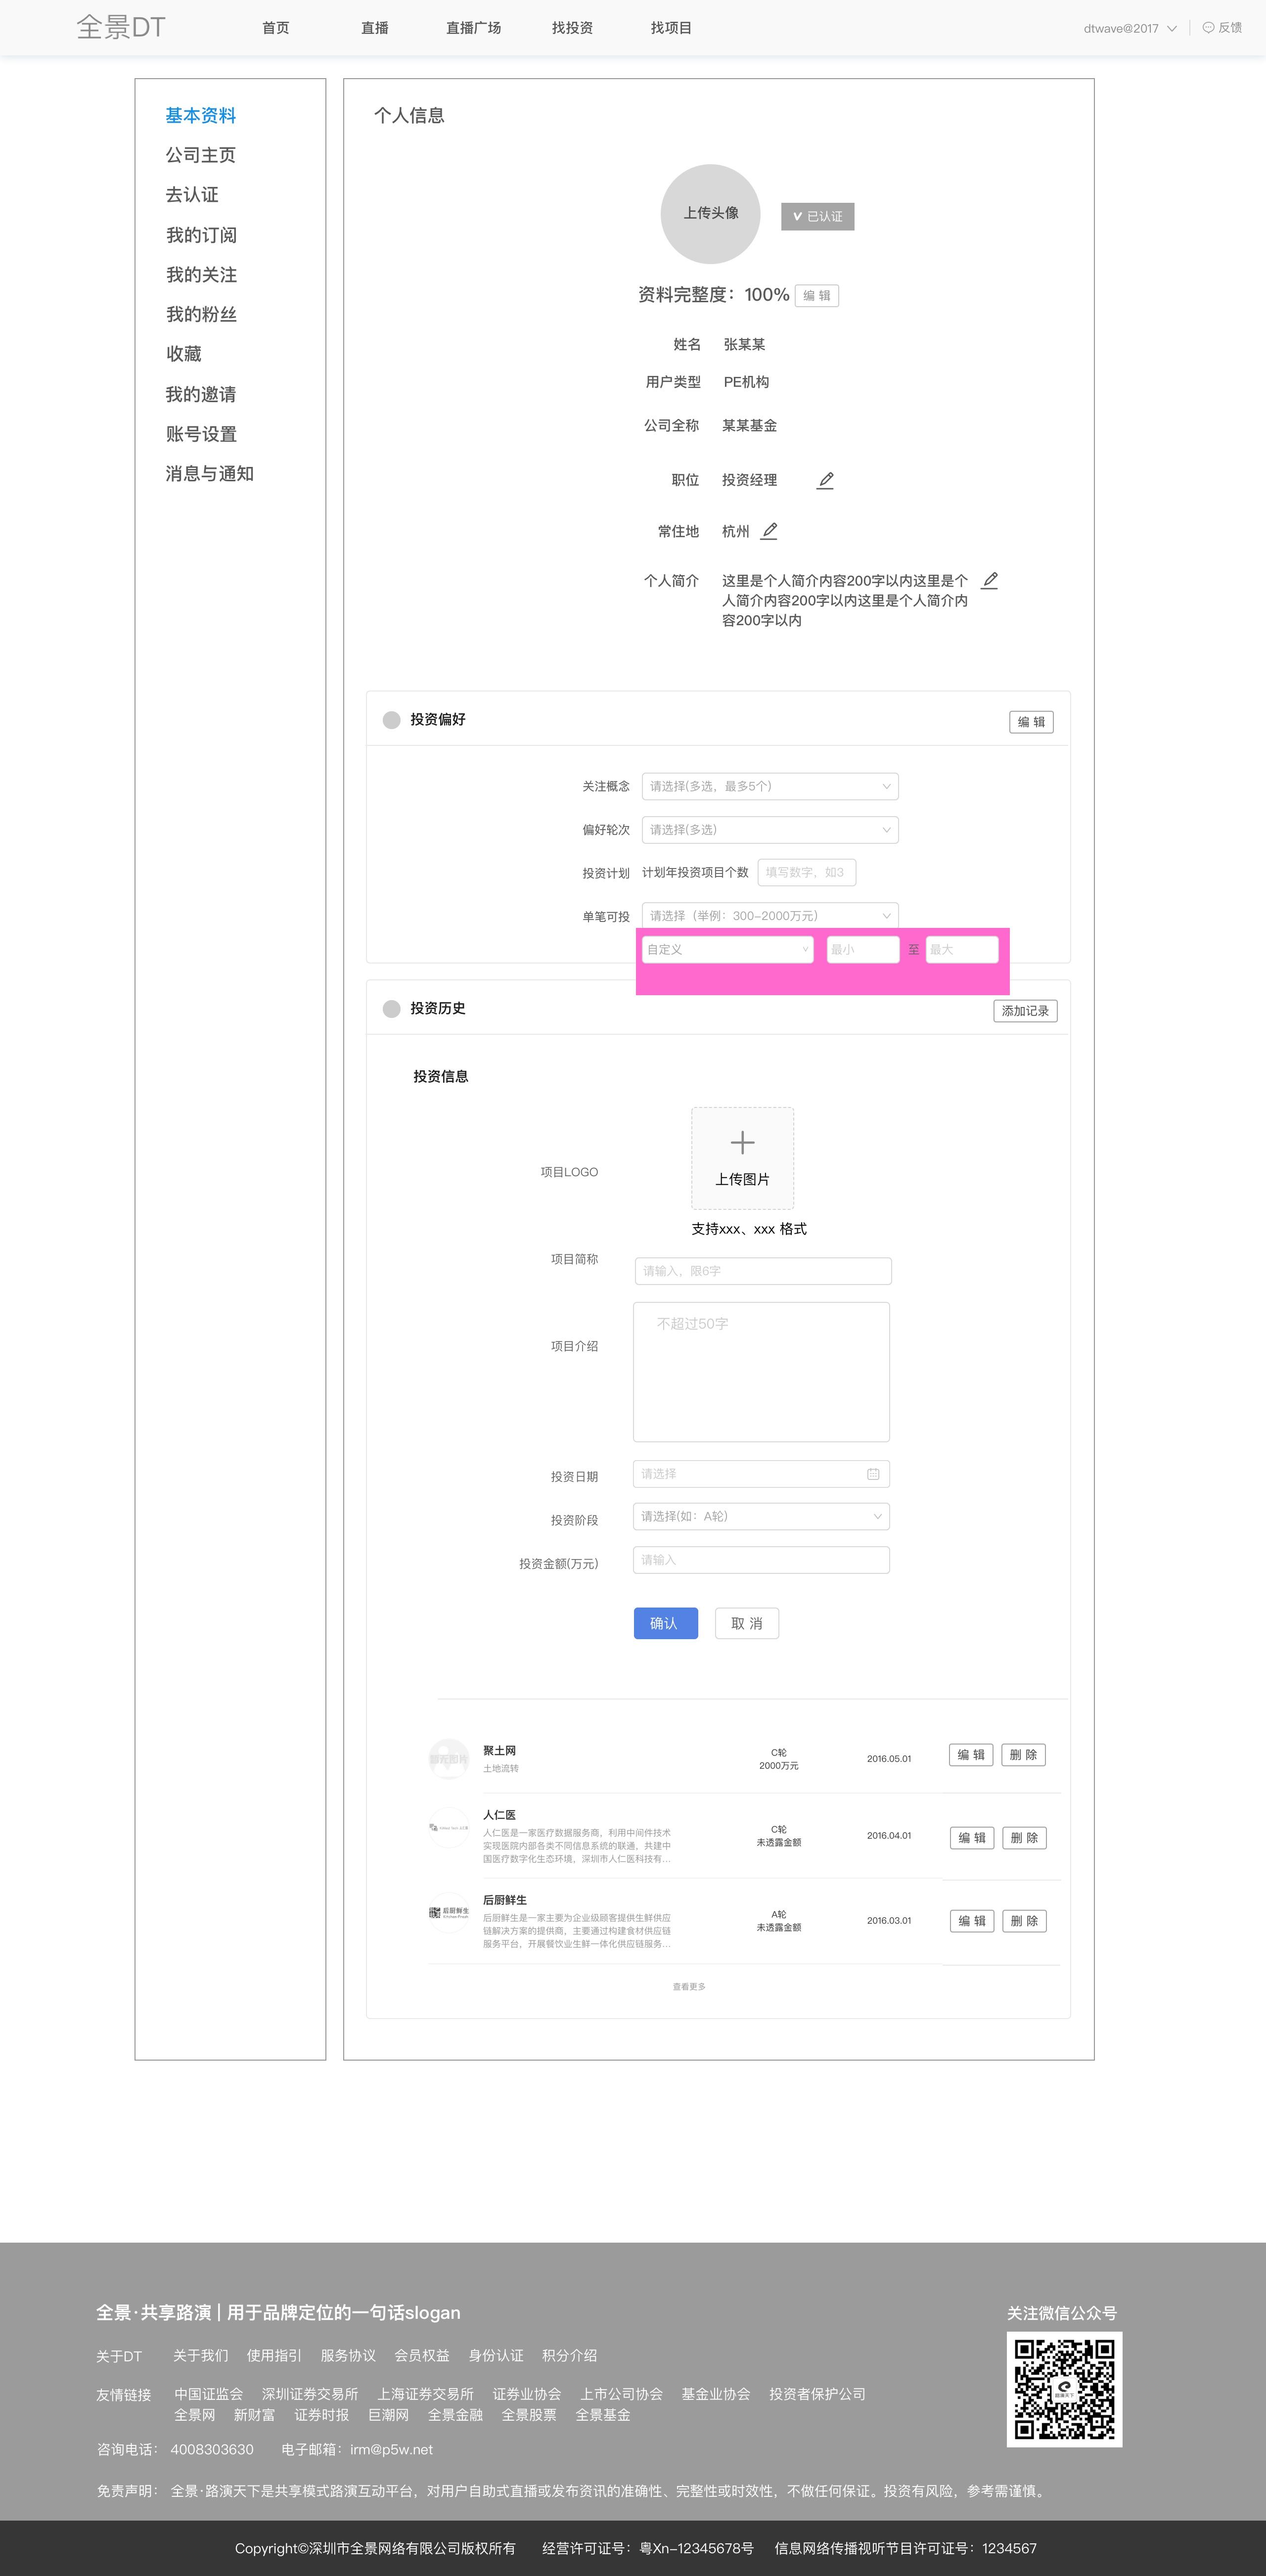 全景DT
首页
直播
直播广场
找投资
找项目
dtwave@2017
反馈
基本资料
公司主页
去认证
我的订阅
我的关注
我的粉丝
收藏
我的邀请
账号设置
消息与通知
个人信息
上传头像
已认证
资料完整度：100%
编 辑
姓名 张某某
用户类型 PE机构
公司全称 某某基金
职位 投资经理
常住地 杭州
个人简介 这里是个人简介内容200字以内这里是个
人简介内容200字以内这里是个人简介内
容200字以内
投资偏好
编 辑
关注概念 请选择(多选，最多5个)
偏好轮次 请选择(多选)
投资计划 计划年投资项目个数 填写数字，如3
单笔可投 请选择（举例：300-2000万元）
自定义 最小 至 最大
投资历史
添加记录
投资信息
项目LOGO
上传图片
支持xxx、xxx 格式
项目简称
请输入，限6字
不超过50字
项目介绍
投资日期 请选择
投资阶段 请选择(如：A轮)
投资金额(万元) 请输入
确认
取 消
聚土网
土地流转
C轮
2000万元
2016.05.01
编 辑
删 除
人仁医
人仁医是一家医疗数据服务商，利用中间件技术
实现医院内部各类不同信息系统的联通，共建中
国医疗数字化生态环境，深圳市人仁医科技有...
C轮
未透露金额
2016.04.01
编 辑
删 除
后厨鲜生
后厨鲜生
后厨鲜生是一家主要为企业级顾客提供生鲜供应
链解决方案的提供商，主要通过构建食材供应链
服务平台，开展餐饮业生鲜一体化供应链服务...
A轮
未透露金额
2016.03.01
编 辑
删 除
查看更多
全景·共享路演 | 用于品牌定位的一句话slogan
关注微信公众号
关于DT 关于我们 使用指引 服务协议 会员权益 身份认证 积分介绍
友情链接 中国证监会 深圳证券交易所 上海证券交易所 证券业协会 上市公司协会 基金业协会 投资者保护公司
全景网 新财富 证券时报 巨潮网 全景金融 全景股票 全景基金
咨询电话： 4008303630 电子邮箱：irm@p5w.net
免责声明： 全景·路演天下是共享模式路演互动平台，对用户自助式直播或发布资讯的准确性、完整性或时效性，不做任何保证。投资有风险，参考需谨慎。
Copyright©深圳市全景网络有限公司版权所有 经营许可证号：粤Xn-12345678号 信息网络传播视听节目许可证号：1234567